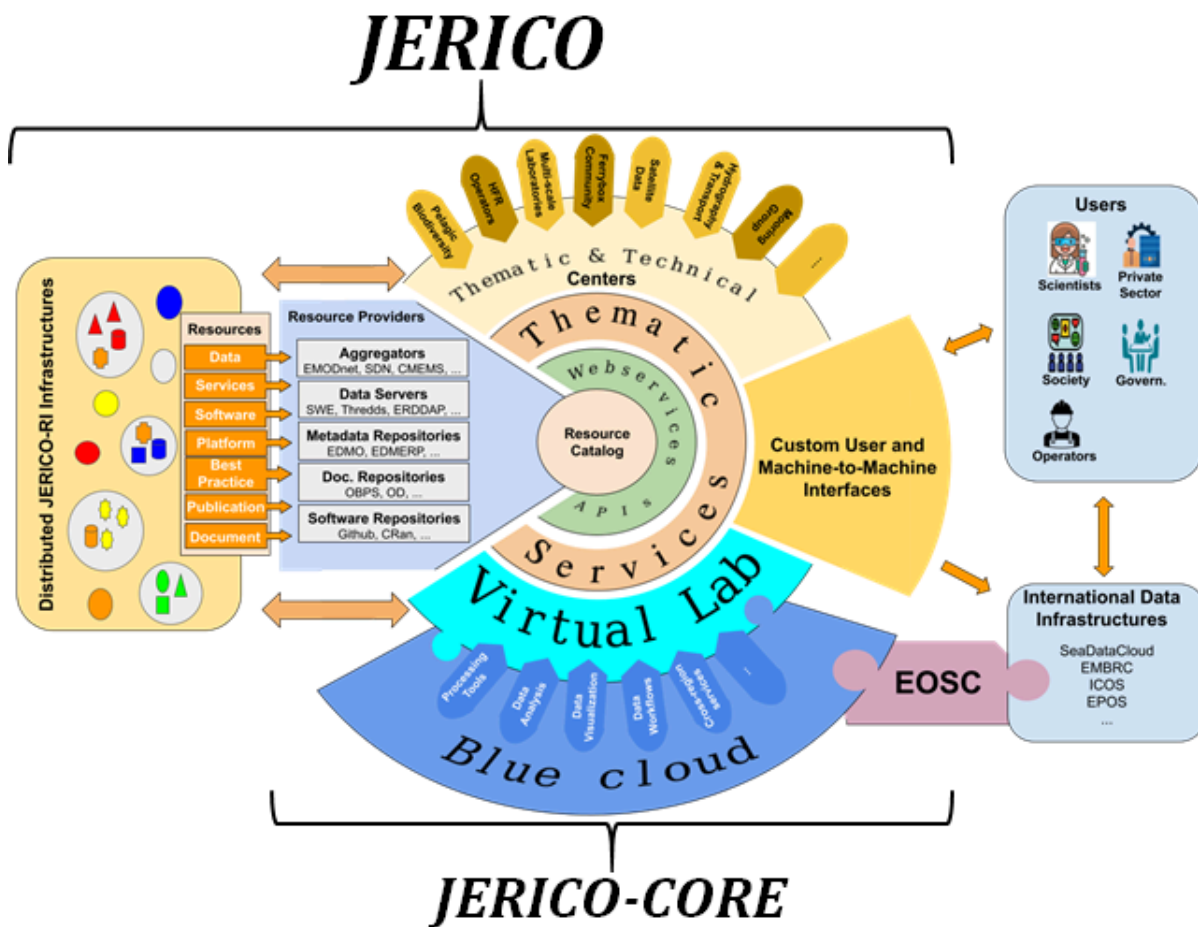 JERICO
Pelagic
Biodiversity
HFR
Operators
Multi-scale
Laboratories
Ferrybox
Community
Satellite
Data
Hydrography
& Transport
Mooring
Group
....
Thematic & Technical
Centers
Distributed JERICO-RI Infrastructures
Resources
Data
Services
Software
Platform
Best
Practice
Publication
Document
Resource Providers
Aggregators
EMODnet, SDN, CMEMS, ...
Data Servers
SWE, Thredds, ERDDAP, ...
Metadata Repositories
EDMO, EDMERP, ...
Doc. Repositories
OBPS, OD, ...
Software Repositories
Github, CRan, ...
Thematic
Services
Webservices
APIs
Resource
Catalog
Custom User and
Machine-to-Machine
Interfaces
Users
Scientists
Private
Sector
Society
Govern.
Operators
Virtual Lab
Processing
Tools
Data
Analysis
Data
Visualization
Data
Workflows
Cross-region
services
...
Blue cloud
EOSC
International Data
Infrastructures
SeaDataCloud
EMBRC
ICOS
EPOS
...
JERICO-CORE